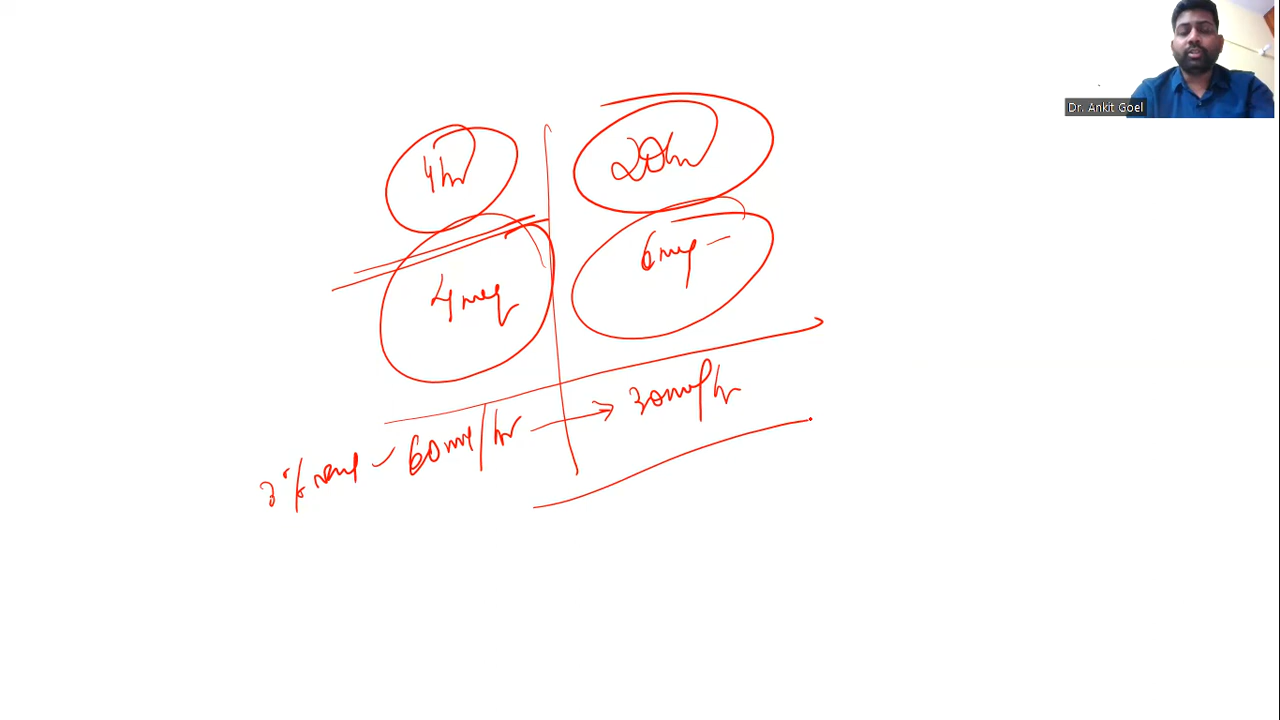 4hr 20hr
4meq 6meq
3% NaCl - 60ml/hr → 30ml/hr
Dr. Ankit Goel